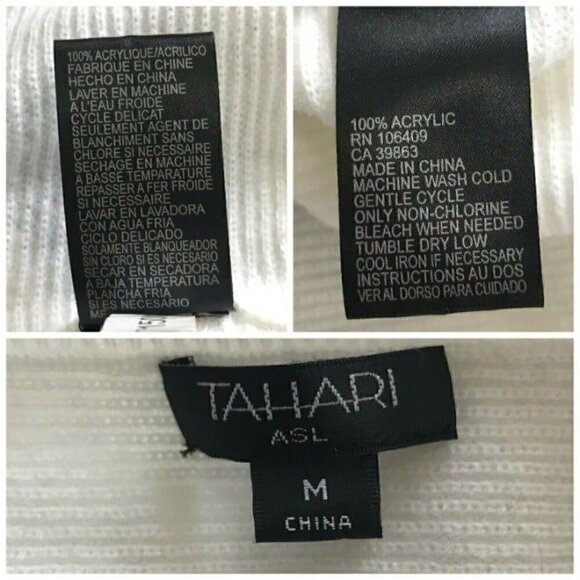 100% ACRYLIQUE/ACRILICO
FABRIQUE EN CHINE
HECHO EN CHINA
LAVER EN MACHINE
A L'EAU FROIDE
CYCLE DELICAT
SEULEMENT AGENT DE
BLANCHIMENT SANS
CHLORE SI NECESSAIRE
SECHAGE EN MACHINE
A BASSE TEMPARATURE
REPASSER A FER FROIDE
SI NECESSAIRE
LAVAR EN LAVADORA
CON AGUA FRIA
CICLO DELICADO
SOLAMENTE BLANQUEADOR
SIN CLORO SI ES NECESARIO
SECAR EN SECADORA
A BAJA TEMPERATURA
PLANCHA FRIA
SI ES NECESARIO
100% ACRYLIC
RN 106409
CA 39863
MADE IN CHINA
MACHINE WASH COLD
GENTLE CYCLE
ONLY NON-CHLORINE
BLEACH WHEN NEEDED
TUMBLE DRY LOW
COOL IRON IF NECESSARY
INSTRUCTIONS AU DOS
VER AL DORSO PARA CUIDADO
TAHARI
ASL
M
CHINA